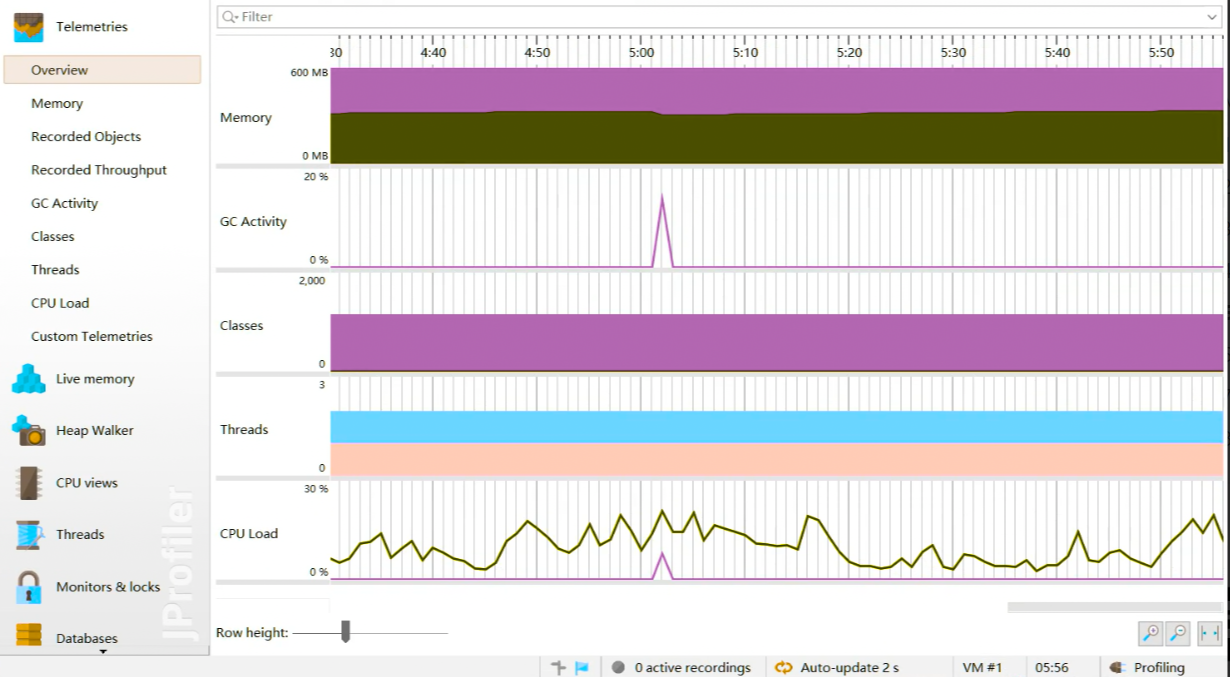 Telemetries
Overview
Memory
Recorded Objects
Recorded Throughput
GC Activity
Classes
Threads
CPU Load
Custom Telemetries
Live memory
Heap Walker
CPU views
Threads
Monitors & locks
Databases
JProfiler
Filter
30 4:40 4:50 5:00 5:10 5:20 5:30 5:40 5:50
600 MB
Memory
0 MB
20 %
GC Activity
0 %
2,000
Classes
0
3
Threads
0
30 %
CPU Load
0 %
Row height:
0 active recordings Auto-update 2 s VM #1 05:56 Profiling